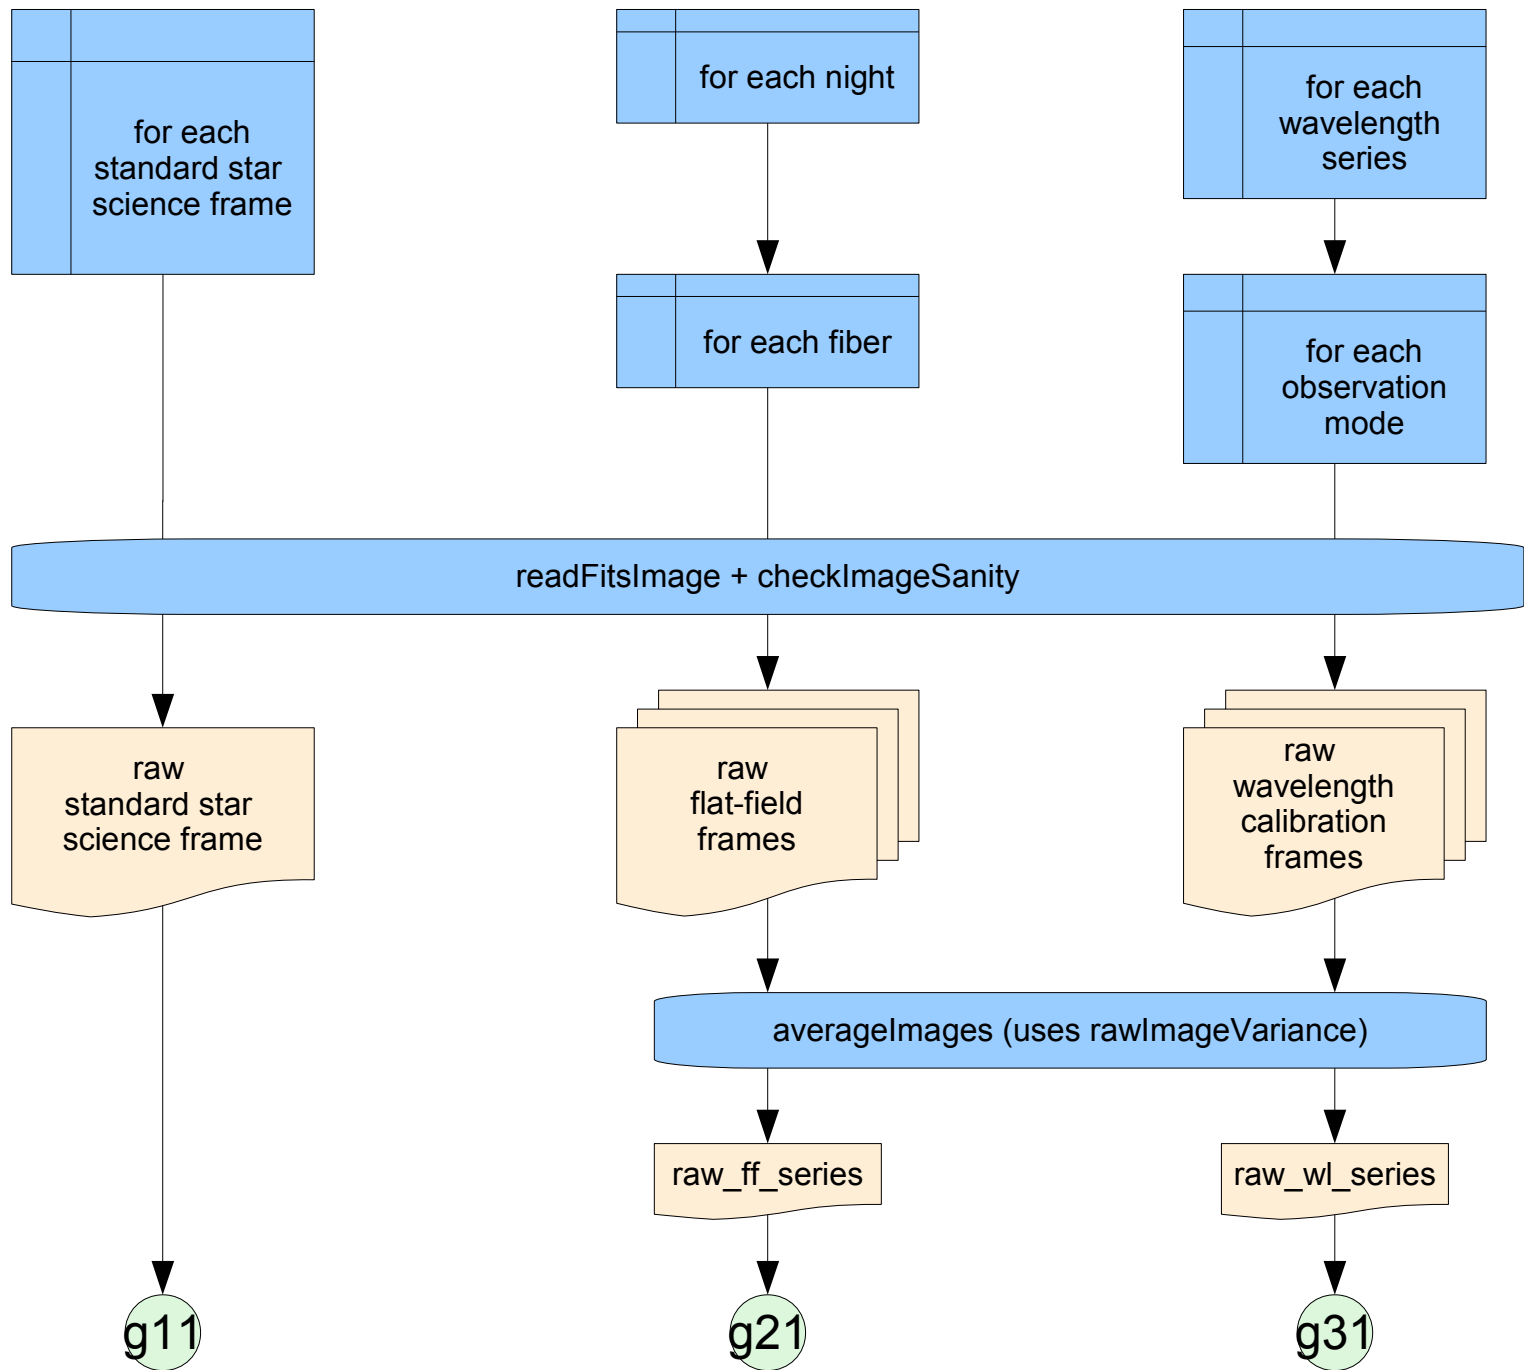 for each
standard star
science frame
for each night
for each
wavelength
series
for each fiber
for each
observation
mode
readFitsImage + checkImageSanity
raw
standard star
science frame
raw
flat-field
frames
raw
wavelength
calibration
frames
averageImages (uses rawImageVariance)
raw_ff_series
raw_wl_series
g11
g21
g31